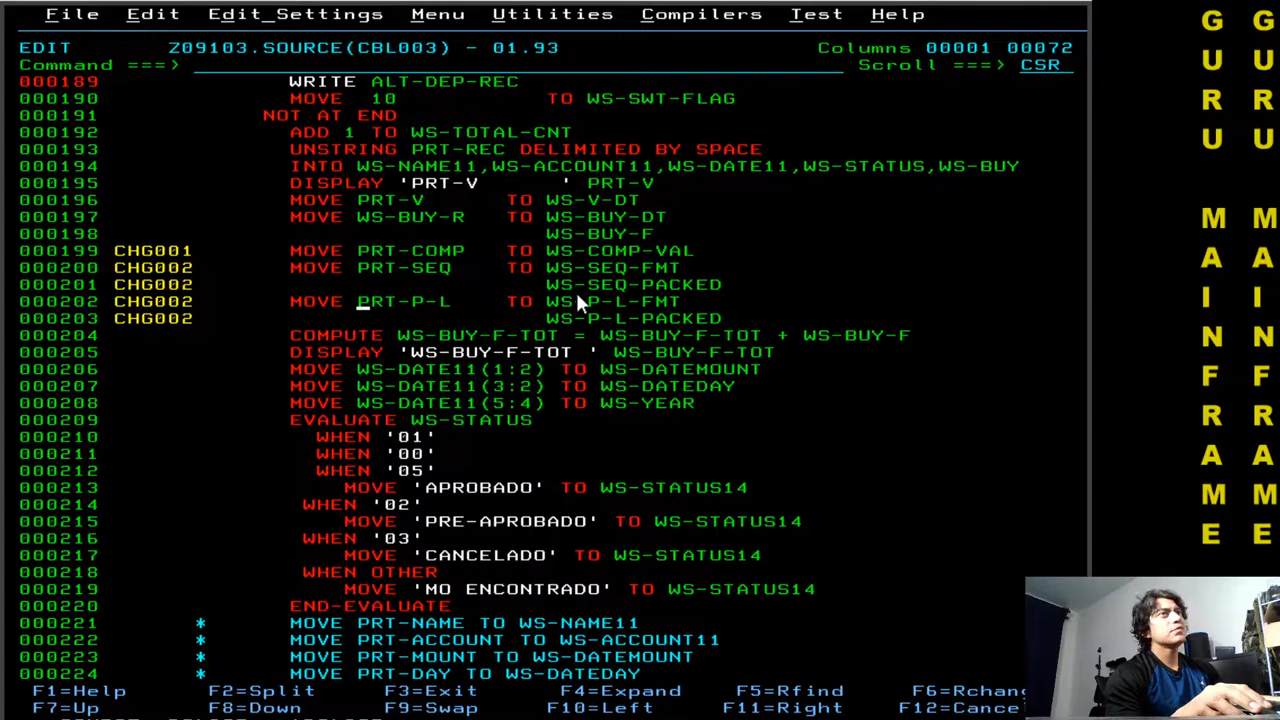 File Edit Edit_Settings Menu Utilities Compilers Test Help
EDIT Z09103.SOURCE(CBL003) - 01.93 Columns 00001 00072
Command ===> Scroll ===> CSR
000189 WRITE ALT-DEP-REC
000190 MOVE 10 TO WS-SWT-FLAG
000191 NOT AT END
000192 ADD 1 TO WS-TOTAL-CNT
000193 UNSTRING PRT-REC DELIMITED BY SPACE
000194 INTO WS-NAME11,WS-ACCOUNT11,WS-DATE11,WS-STATUS,WS-BUY
000195 DISPLAY 'PRT-V ' PRT-V
000196 MOVE PRT-V TO WS-V-DT
000197 MOVE WS-BUY-R TO WS-BUY-DT
000198 WS-BUY-F
000199 CHG001 MOVE PRT-COMP TO WS-COMP-VAL
000200 CHG002 MOVE PRT-SEQ TO WS-SEQ-FMT
000201 CHG002 WS-SEQ-PACKED
000202 CHG002 MOVE PRT-P-L TO WS-P-L-FMT
000203 CHG002 WS-P-L-PACKED
000204 COMPUTE WS-BUY-F-TOT = WS-BUY-F-TOT + WS-BUY-F
000205 DISPLAY 'WS-BUY-F-TOT ' WS-BUY-F-TOT
000206 MOVE WS-DATE11(1:2) TO WS-DATEMOUNT
000207 MOVE WS-DATE11(3:2) TO WS-DATEDAY
000208 MOVE WS-DATE11(5:4) TO WS-YEAR
000209 EVALUATE WS-STATUS
000210 WHEN '01'
000211 WHEN '00'
000212 WHEN '05'
000213 MOVE 'APROBADO' TO WS-STATUS14
000214 WHEN '02'
000215 MOVE 'PRE-APROBADO' TO WS-STATUS14
000216 WHEN '03'
000217 MOVE 'CANCELADO' TO WS-STATUS14
000218 WHEN OTHER
000219 MOVE 'MO ENCONTRADO' TO WS-STATUS14
000220 END-EVALUATE
000221 * MOVE PRT-NAME TO WS-NAME11
000222 * MOVE PRT-ACCOUNT TO WS-ACCOUNT11
000223 * MOVE PRT-MOUNT TO WS-DATEMOUNT
000224 * MOVE PRT-DAY TO WS-DATEDAY
F1=Help F2=Split F3=Exit F4=Expand F5=Rfind F6=Rchan
F7=Up F8=Down F9=Swap F10=Left F11=Right F12=Cance
GURU MAINFRAME
GURU MAINFRAME